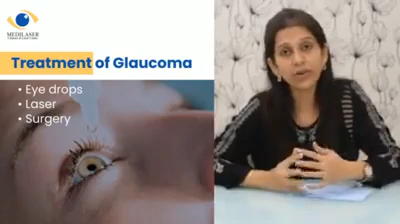 MEDILASER
Treatment of Glaucoma
• Eye drops
• Laser
• Surgery